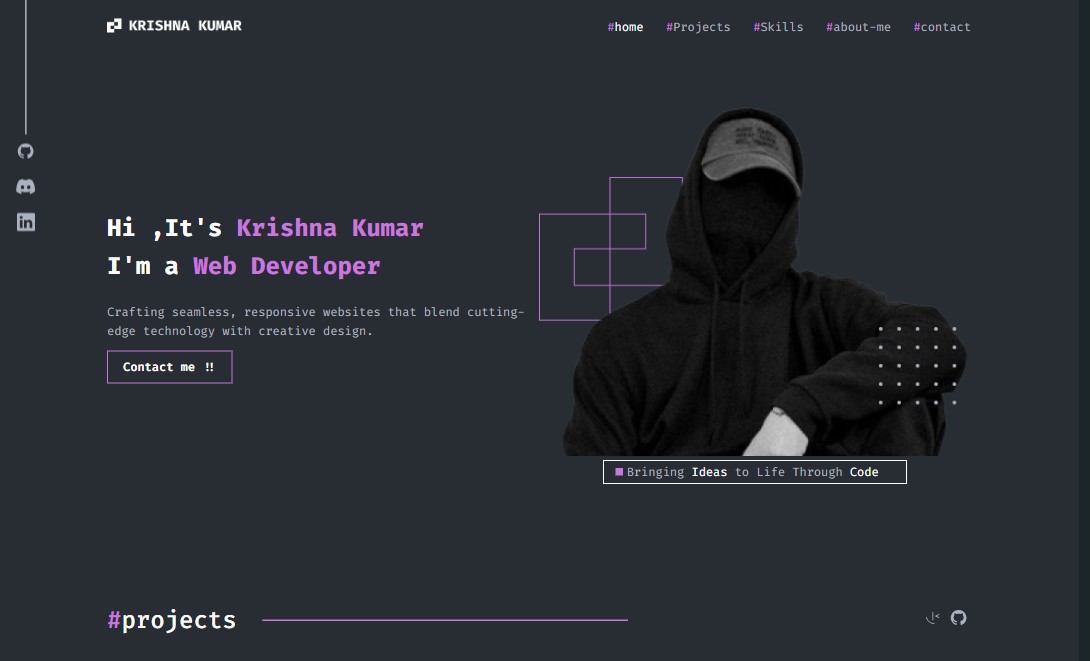 KRISHNA KUMAR
#home #Projects #Skills #about-me #contact
Hi ,It's Krishna Kumar
I'm a Web Developer
Crafting seamless, responsive websites that blend cutting-
edge technology with creative design.
Contact me ‼
Bringing Ideas to Life Through Code
#projects